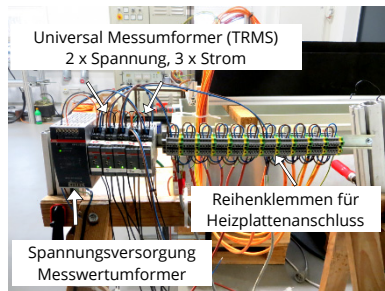 Universal Messumformer (TRMS)
2 x Spannung, 3 x Strom
Reihenklemmen für
Heizplattenanschluss
Spannungsversorgung
Messwertumformer